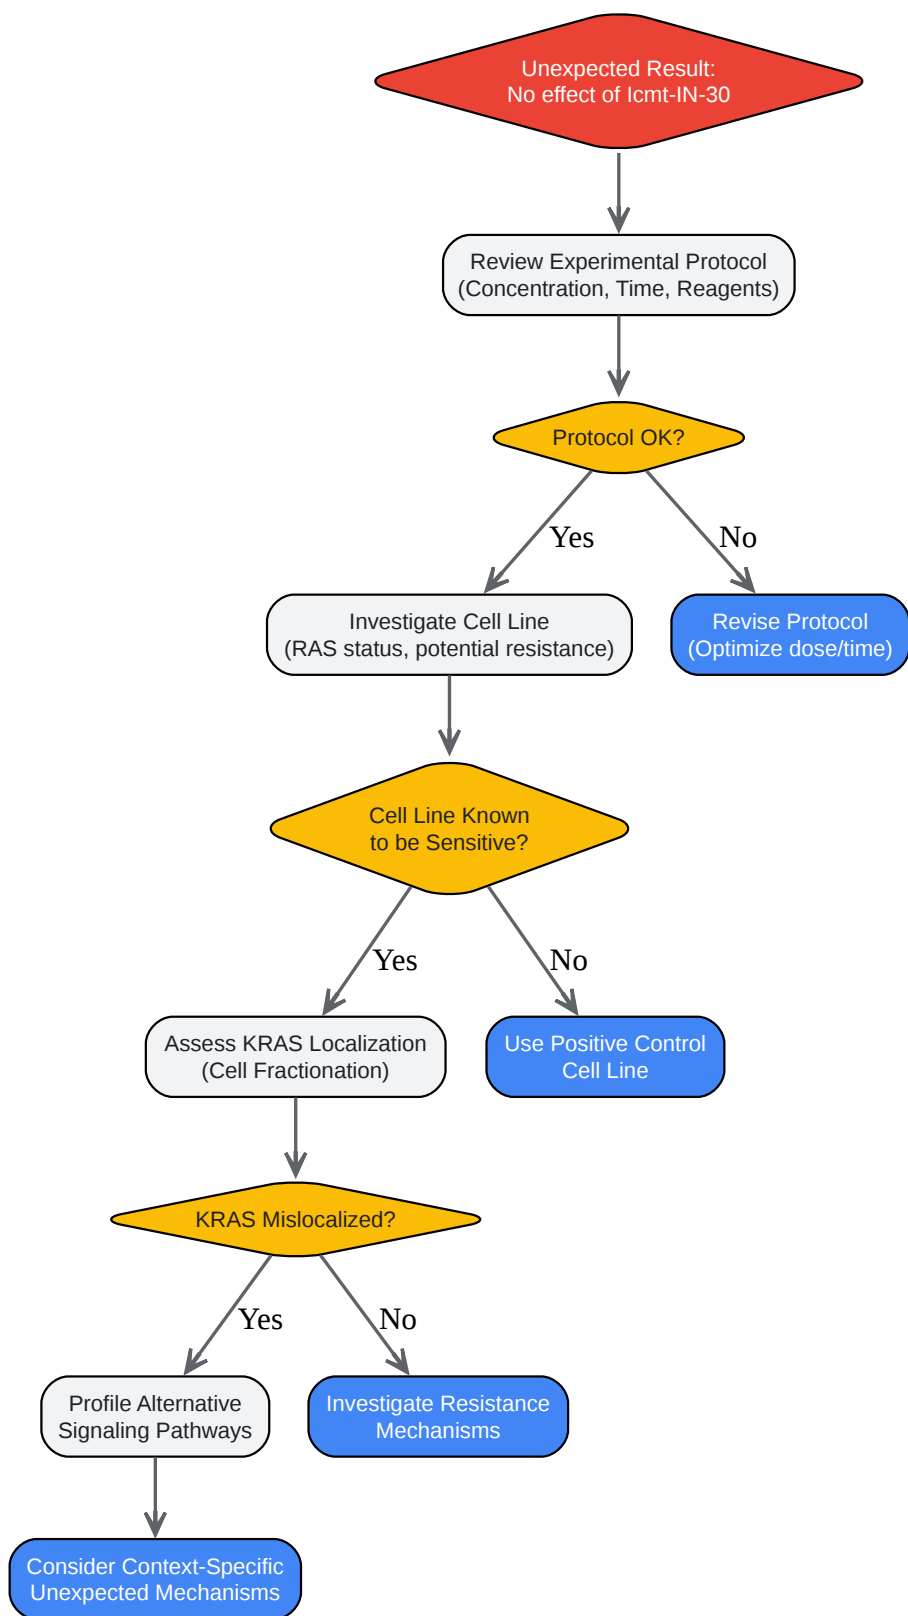 Unexpected Result:
No effect of Icmt-IN-30
Review Experimental Protocol
(Concentration, Time, Reagents)
Protocol OK?
Yes
No
Investigate Cell Line
(RAS status, potential resistance)
Revise Protocol
(Optimize dose/time)
Cell Line Known
to be Sensitive?
Yes
No
Assess KRAS Localization
(Cell Fractionation)
Use Positive Control
Cell Line
KRAS Mislocalized?
Yes
No
Profile Alternative
Signaling Pathways
Investigate Resistance
Mechanisms
Consider Context-Specific
Unexpected Mechanisms